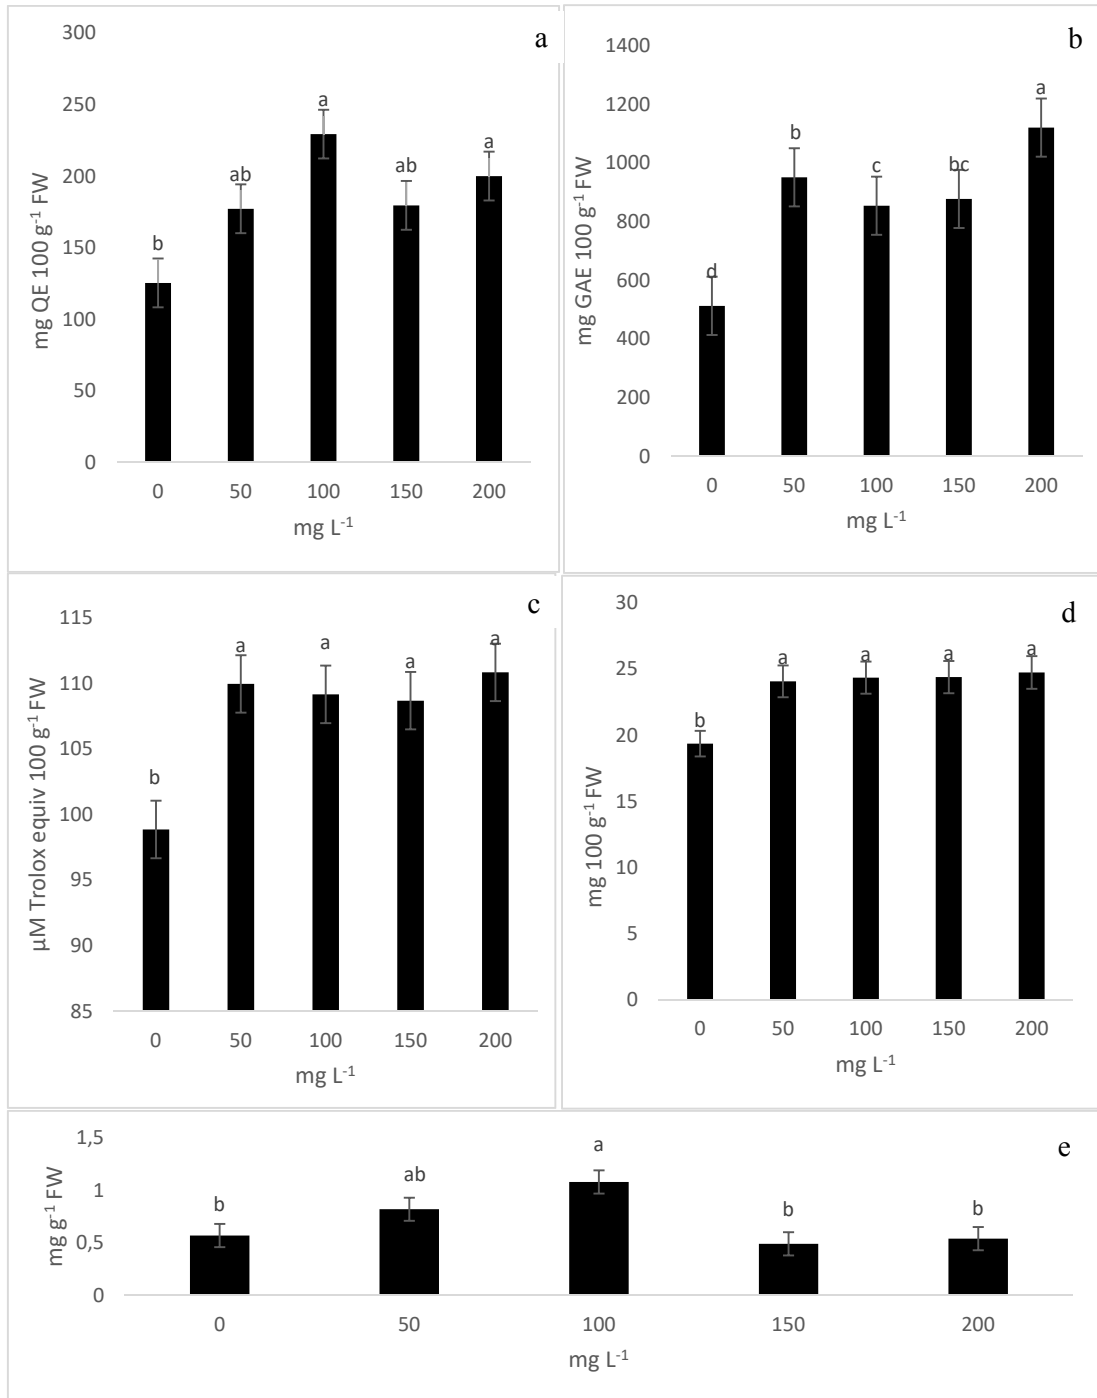 a
mg QE 100 g⁻¹ FW
300
250
200
150
100
50
0
b
ab
a
ab
a
0 50 100 150 200
mg L⁻¹
b
mg GAE 100 g⁻¹ FW
1400
1200
1000
800
600
400
200
0
d
b
c
bc
a
0 50 100 150 200
mg L⁻¹
c
µM Trolox equiv 100 g⁻¹ FW
115
110
105
100
95
90
85
b
a
a
a
a
0 50 100 150 200
mg L⁻¹
d
mg 100 g⁻¹ FW
30
25
20
15
10
5
0
b
a
a
a
a
0 50 100 150 200
mg L⁻¹
e
mg g⁻¹ FW
1,5
1
0,5
0
b
ab
a
b
b
0 50 100 150 200
mg L⁻¹